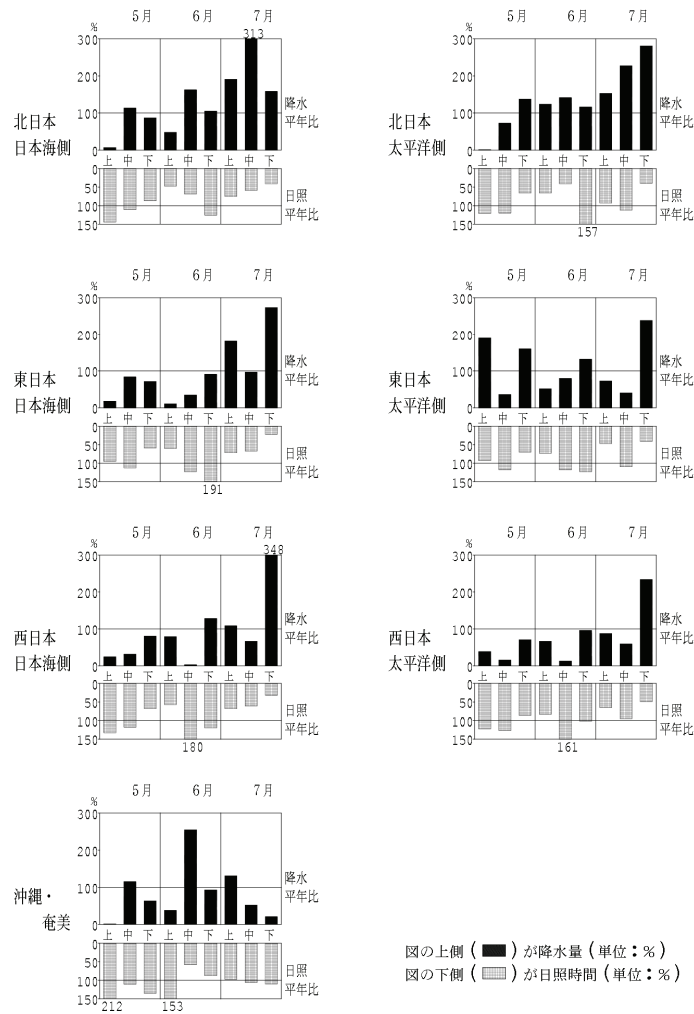 5月 6月 7月
%
313
300
200
100
0
降水
平年比
北日本
日本海側
上 中 下 上 中 下 上 中 下
0
50
100
150
日照
平年比
5月 6月 7月
%
300
200
100
0
降水
平年比
北日本
太平洋側
上 中 下 上 中 下 上 中 下
0
50
100
150
日照
平年比
157
5月 6月 7月
%
300
200
100
0
降水
平年比
東日本
日本海側
上 中 下 上 中 下 上 中 下
0
50
100
150
日照
平年比
191
5月 6月 7月
%
300
200
100
0
降水
平年比
東日本
太平洋側
上 中 下 上 中 下 上 中 下
0
50
100
150
日照
平年比
5月 6月 7月
%
348
300
200
100
0
降水
平年比
西日本
日本海側
上 中 下 上 中 下 上 中 下
0
50
100
150
日照
平年比
180
5月 6月 7月
%
300
200
100
0
降水
平年比
西日本
太平洋側
上 中 下 上 中 下 上 中 下
0
50
100
150
日照
平年比
161
5月 6月 7月
%
300
200
100
0
降水
平年比
沖縄・
奄美
上 中 下 上 中 下 上 中 下
0
50
100
150
日照
平年比
212 153
図の上側( )が降水量(単位:%)
図の下側( )が日照時間(単位:%)